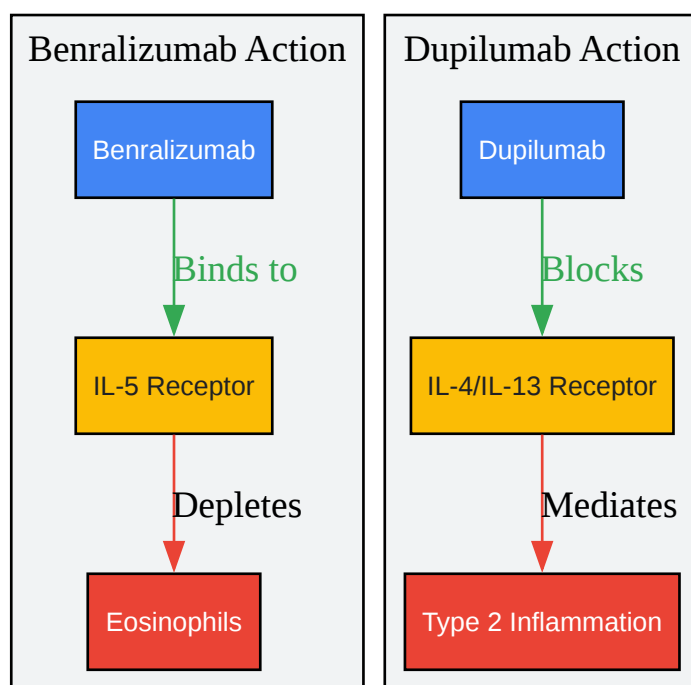 Benralizumab Action
Benralizumab
Binds to
IL-5 Receptor
Depletes
Eosinophils
Dupilumab Action
Dupilumab
Blocks
IL-4/IL-13 Receptor
Mediates
Type 2 Inflammation